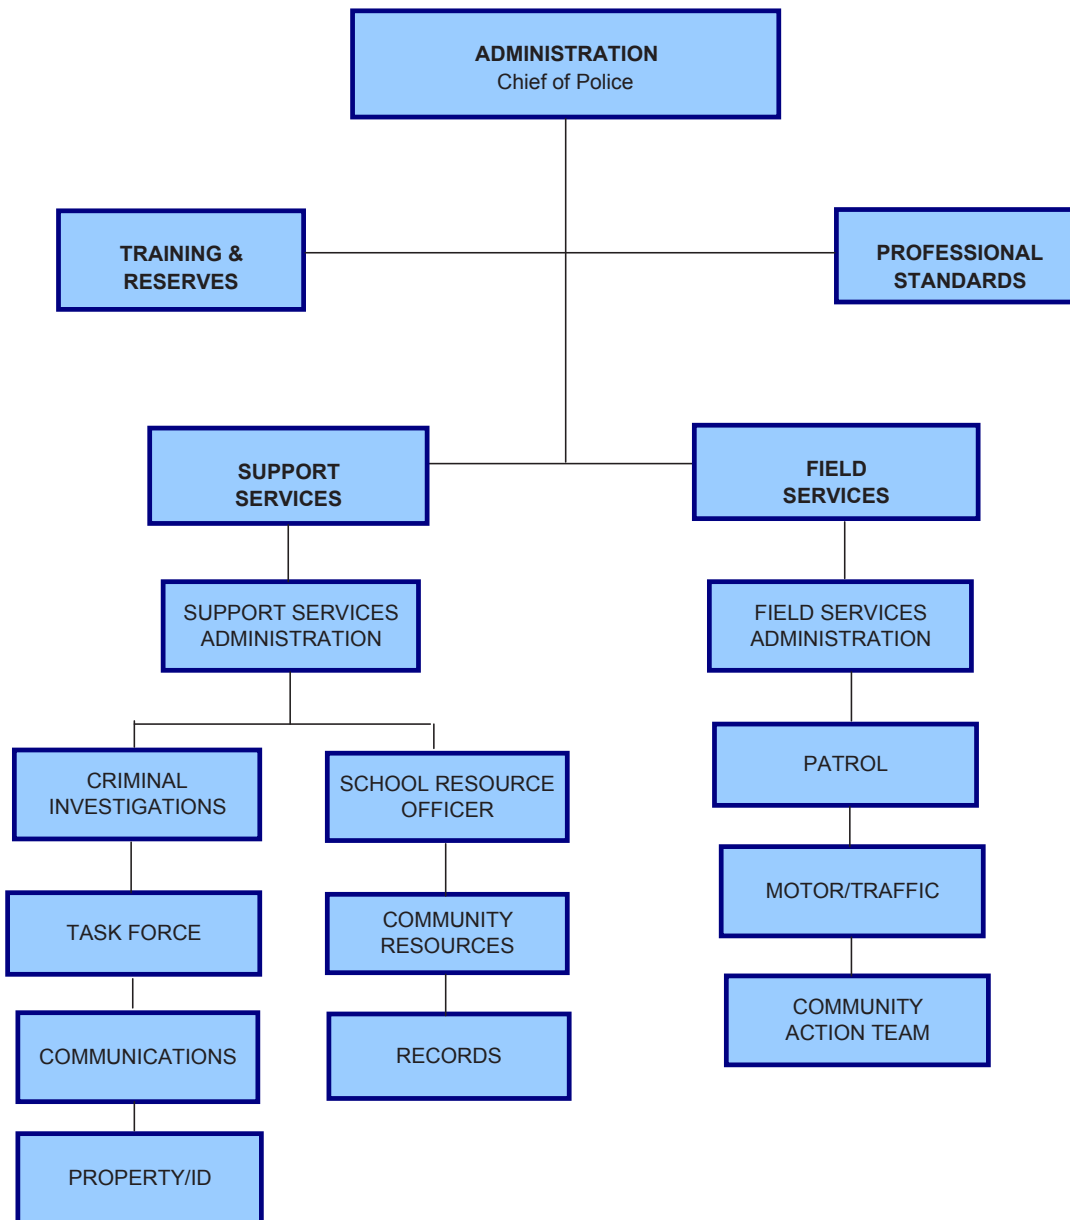 ADMINISTRATION
Chief of Police
TRAINING &
RESERVES
PROFESSIONAL
STANDARDS
SUPPORT
SERVICES
FIELD
SERVICES
SUPPORT SERVICES
ADMINISTRATION
FIELD SERVICES
ADMINISTRATION
CRIMINAL
INVESTIGATIONS
SCHOOL RESOURCE
OFFICER
PATROL
TASK FORCE
COMMUNITY
RESOURCES
MOTOR/TRAFFIC
COMMUNICATIONS
RECORDS
COMMUNITY
ACTION TEAM
PROPERTY/ID